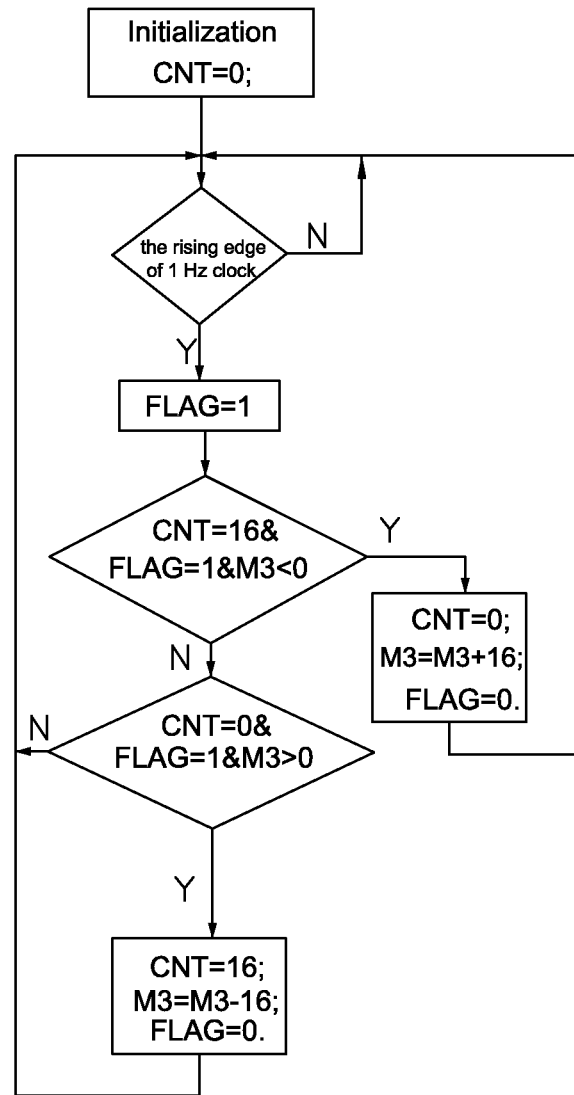 Initialization
CNT=0;
the rising edge
of 1 Hz clock
N
Y
FLAG=1
CNT=16&
FLAG=1&M3<0
Y
CNT=0;
M3=M3+16;
FLAG=0.
N
CNT=0&
FLAG=1&M3>0
N
Y
CNT=16;
M3=M3-16;
FLAG=0.